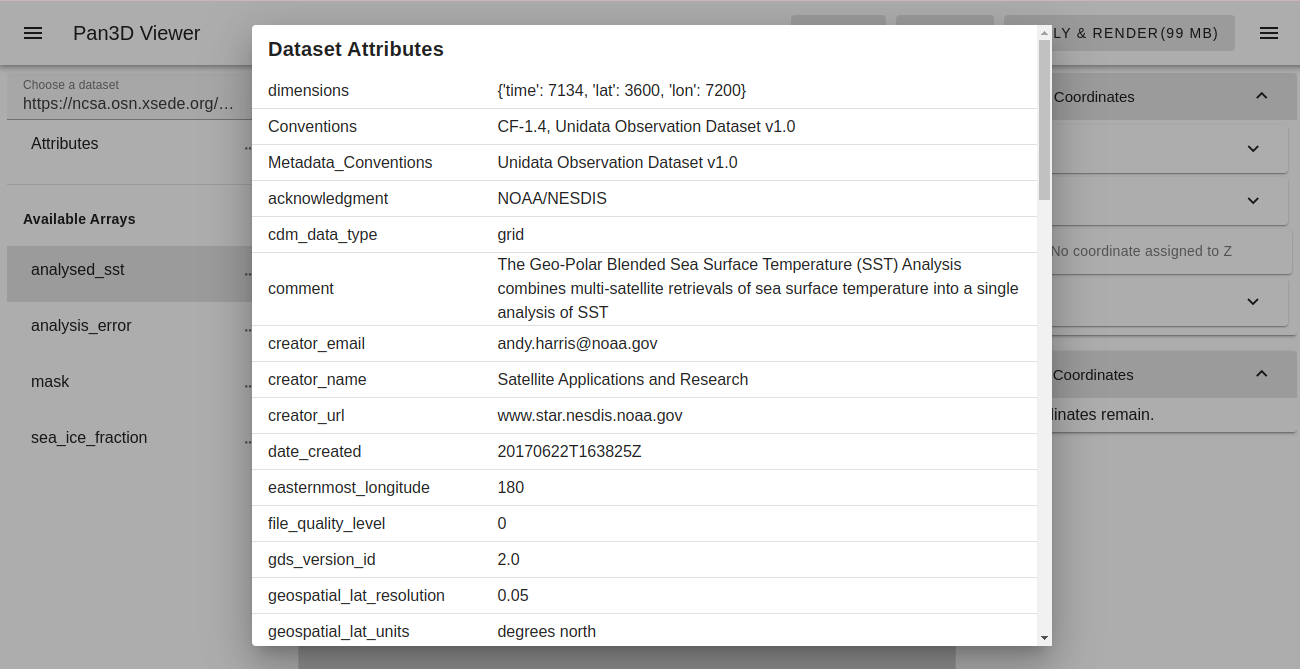 Pan3D Viewer
LY & RENDER(99 MB)
Choose a dataset
https://ncsa.osn.xsede.org/…
Attributes
Available Arrays
analysed_sst
analysis_error
mask
sea_ice_fraction
Dataset Attributes
dimensions {'time': 7134, 'lat': 3600, 'lon': 7200}
Conventions CF-1.4, Unidata Observation Dataset v1.0
Metadata_Conventions Unidata Observation Dataset v1.0
acknowledgment NOAA/NESDIS
cdm_data_type grid
comment The Geo-Polar Blended Sea Surface Temperature (SST) Analysis
combines multi-satellite retrievals of sea surface temperature into a single
analysis of SST
creator_email andy.harris@noaa.gov
creator_name Satellite Applications and Research
creator_url www.star.nesdis.noaa.gov
date_created 20170622T163825Z
easternmost_longitude 180
file_quality_level 0
gds_version_id 2.0
geospatial_lat_resolution 0.05
geospatial_lat_units degrees north
Coordinates
No coordinate assigned to Z
Coordinates
linates remain.